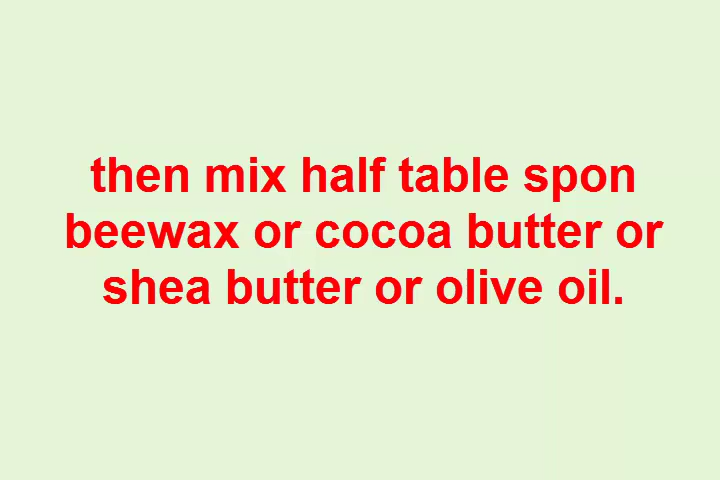 then mix half table spon
beewax or cocoa butter or
shea butter or olive oil.